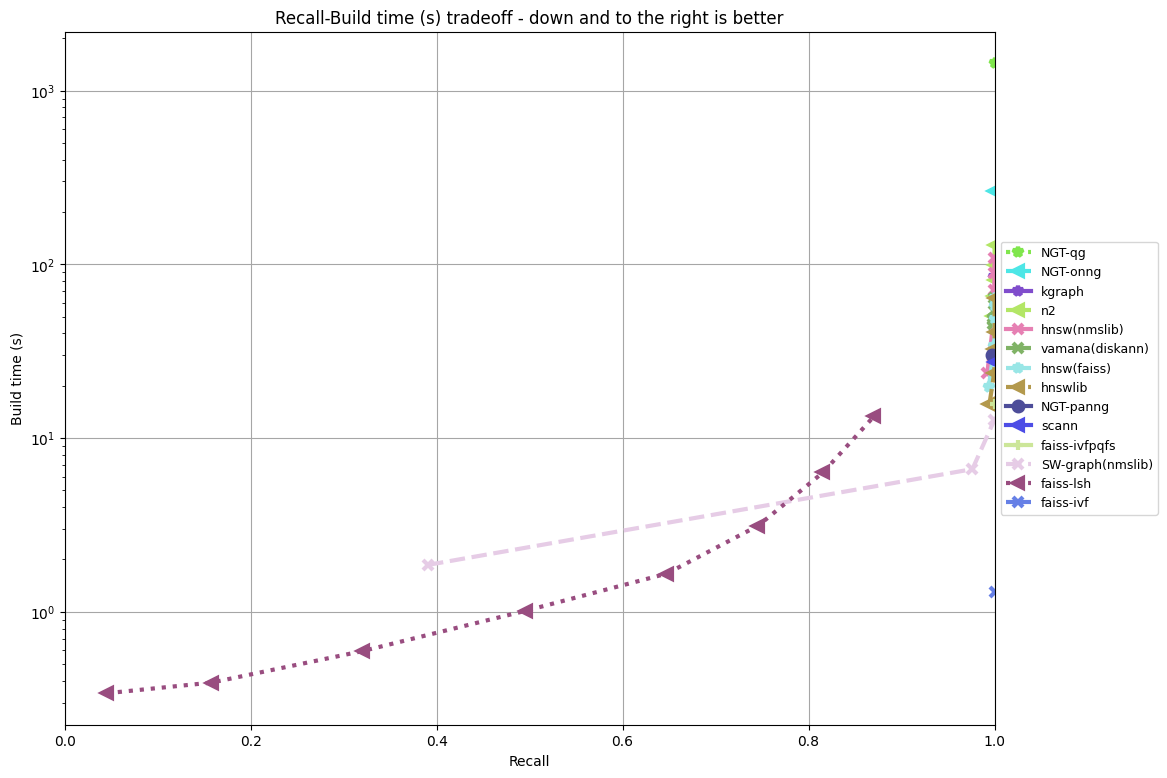 Recall-Build time (s) tradeoff - down and to the right is better
Build time (s)
10³
10²
10¹
10⁰
0.0 0.2 0.4 0.6 0.8 1.0
Recall
NGT-qg
NGT-onng
kgraph
n2
hnsw(nmslib)
vamana(diskann)
hnsw(faiss)
hnswlib
NGT-panng
scann
faiss-ivfpqfs
SW-graph(nmslib)
faiss-lsh
faiss-ivf